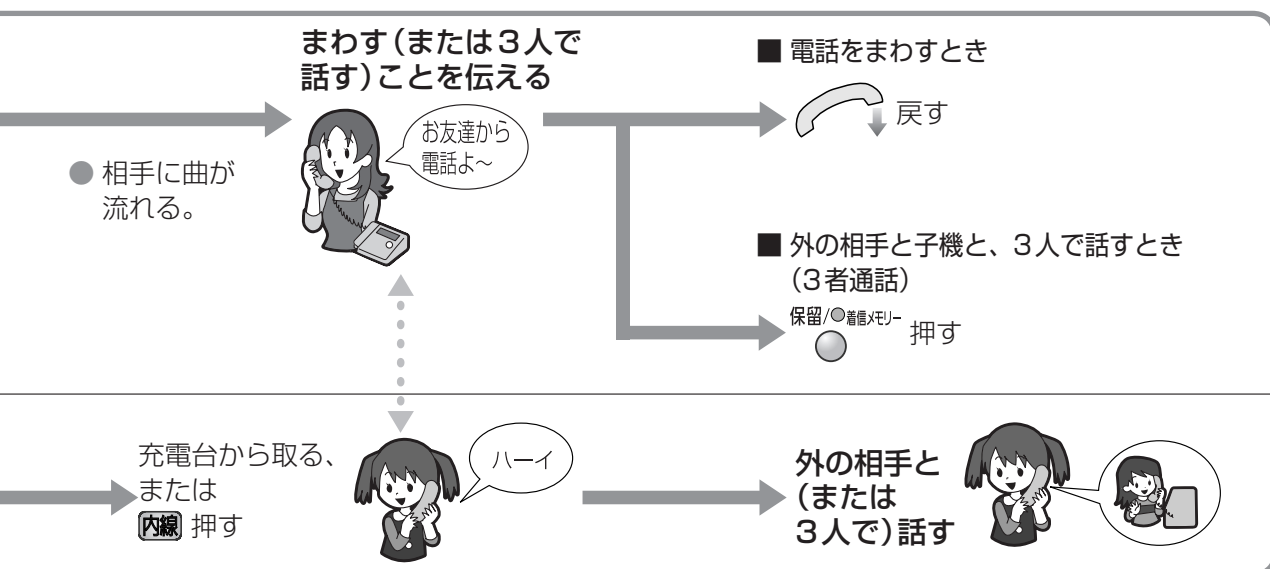 まわす(または3人で
話す)ことを伝える
● 相手に曲が
流れる。
お友達から
電話よ～
■ 電話をまわすとき
戻す
■ 外の相手と子機と、3人で話すとき
(3者通話)
保留/◎着信メモリー
押す
充電台から取る、
または
内線 押す
ハーイ
外の相手と
(または
3人で)話す